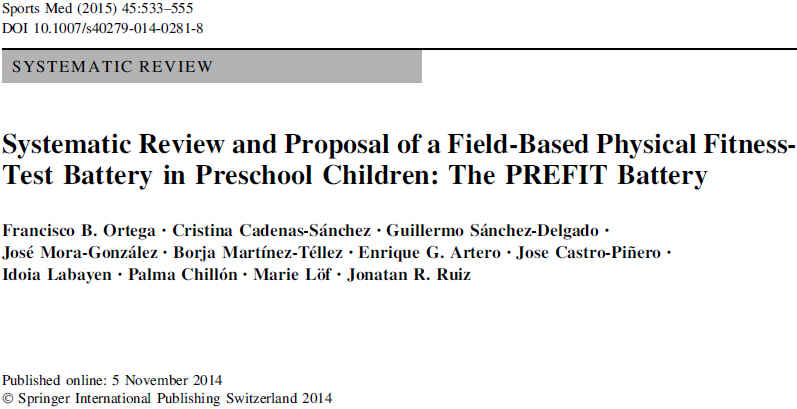 Sports Med (2015) 45:533–555
DOI 10.1007/s40279-014-0281-8
SYSTEMATIC REVIEW
Systematic Review and Proposal of a Field-Based Physical Fitness-
Test Battery in Preschool Children: The PREFIT Battery
Francisco B. Ortega · Cristina Cadenas-Sánchez · Guillermo Sánchez-Delgado ·
José Mora-González · Borja Martínez-Téllez · Enrique G. Artero · Jose Castro-Piñero ·
Idoia Labayen · Palma Chillón · Marie Löf · Jonatan R. Ruiz
Published online: 5 November 2014
© Springer International Publishing Switzerland 2014